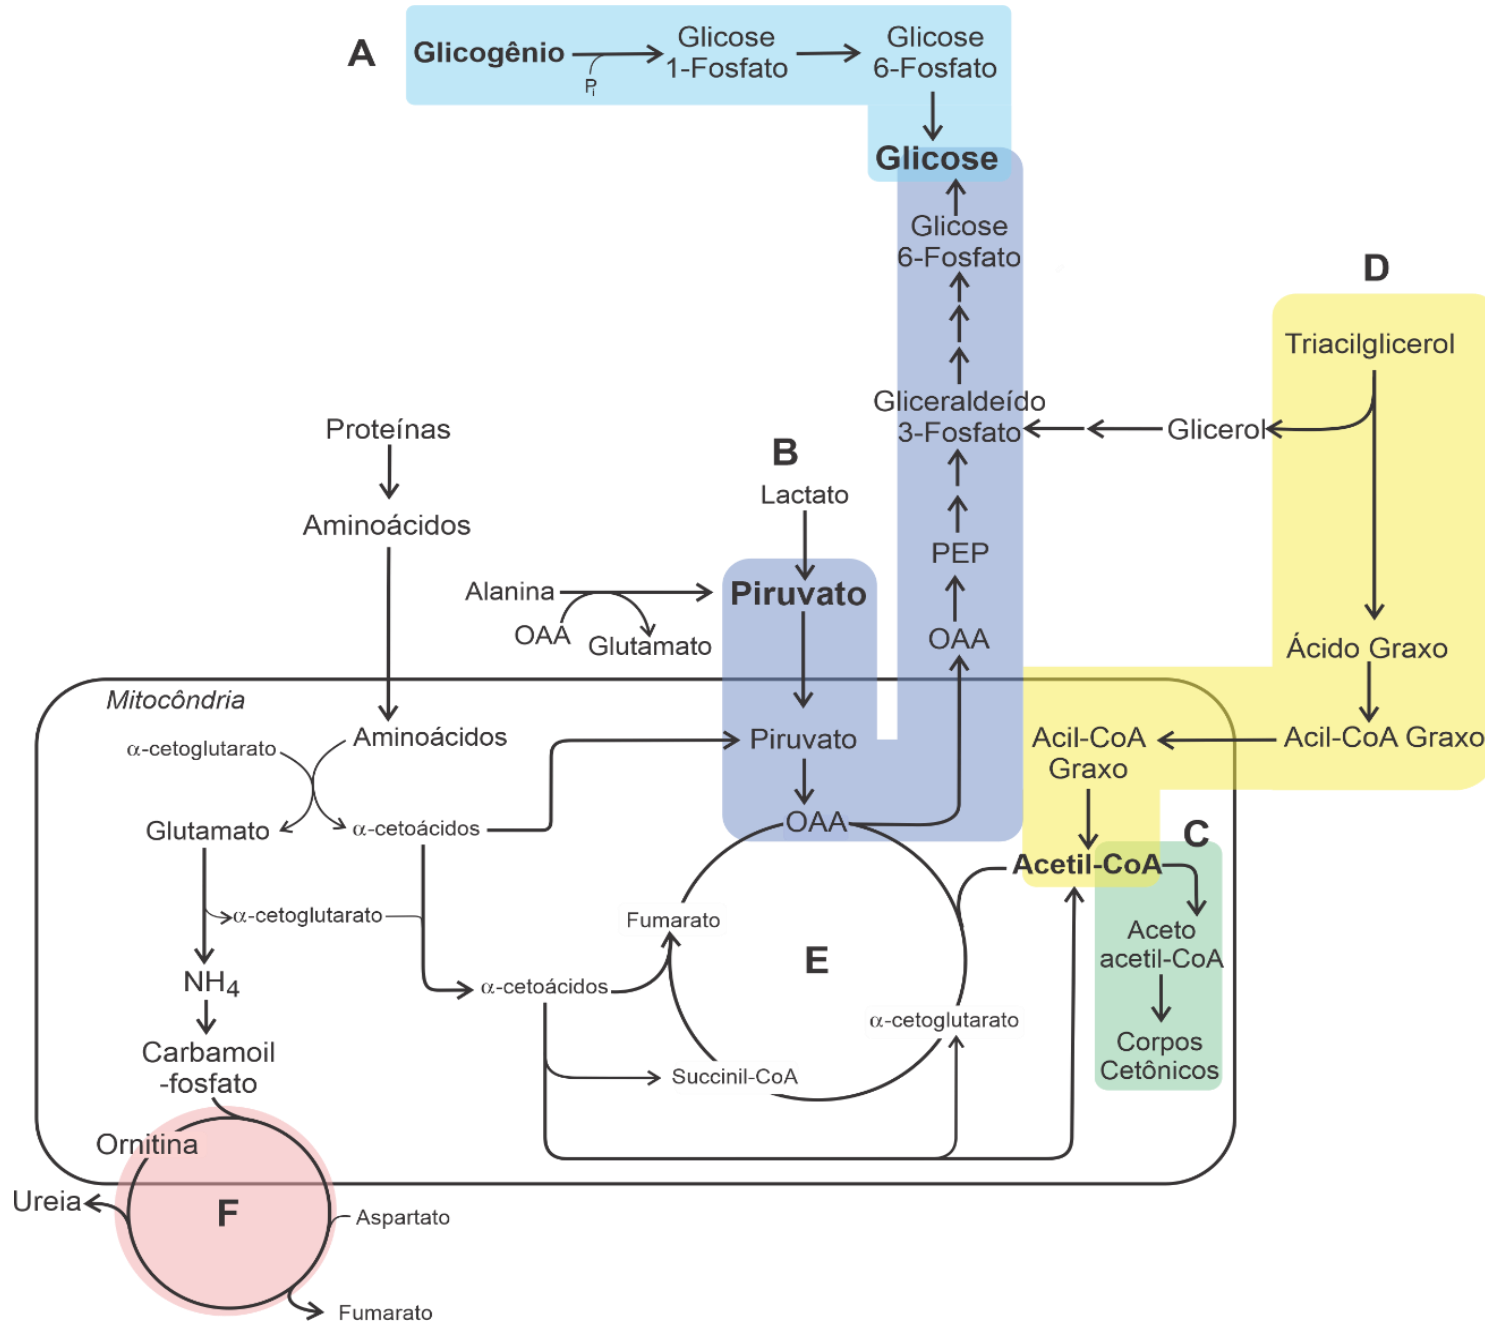 A
Glicogênio
Pi
Glicose
1-Fosfato
Glicose
6-Fosfato
Glicose
Glicose
6-Fosfato
D
Triacilglicerol
Gliceraldeído
3-Fosfato
Glicerol
Proteínas
B
Lactato
Aminoácidos
PEP
Alanina
Piruvato
OAA
Glutamato
OAA
Ácido Graxo
Mitocôndria
α-cetoglutarato
Aminoácidos
Piruvato
Acil-CoA
Graxo
Acil-CoA Graxo
Glutamato
α-cetoácidos
OAA
C
Acetil-CoA
α-cetoglutarato
Fumarato
E
Aceto
acetil-CoA
NH4
α-cetoácidos
α-cetoglutarato
Carbamoil
-fosfato
Succinil-CoA
Corpos
Cetônicos
Ornitina
Ureia
F
Aspartato
Fumarato